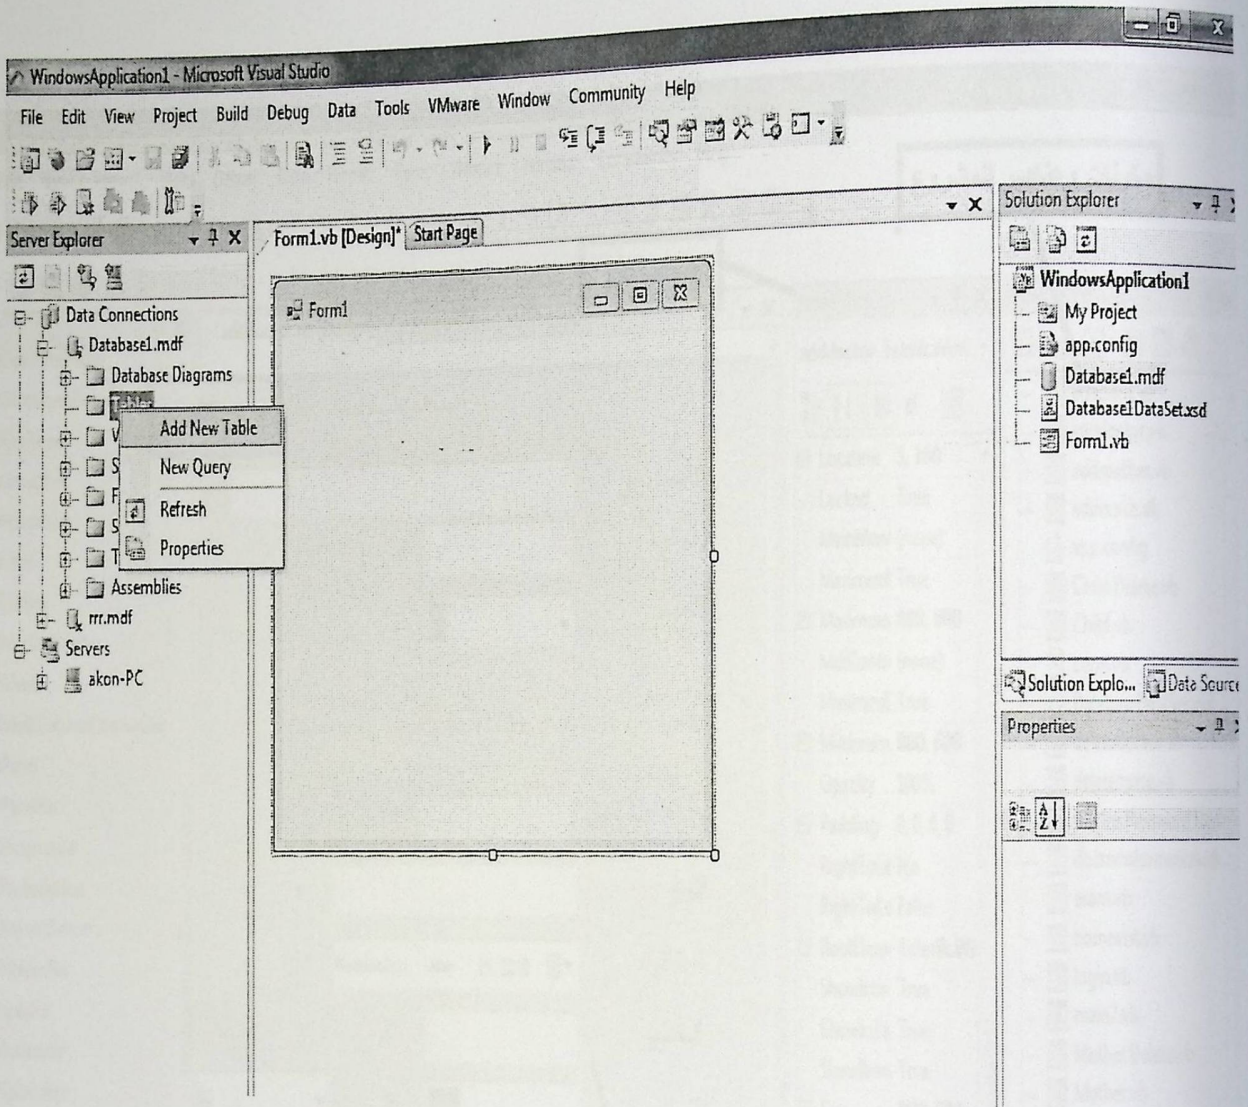 WindowsApplication1 - Microsoft Visual Studio
File Edit View Project Build Debug Data Tools VMware Window Community Help
Server Explorer
Form1.vb [Design]* Start Page
Solution Explorer
Data Connections
Database1.mdf
Database Diagrams
Tables
V
S
F
S
T
Assemblies
rrr.mdf
Servers
akon-PC
Add New Table
New Query
Refresh
Properties
Form1
WindowsApplication1
My Project
app.config
Database1.mdf
Database1DataSet.xsd
Form1.vb
Solution Explo... Data Source
Properties